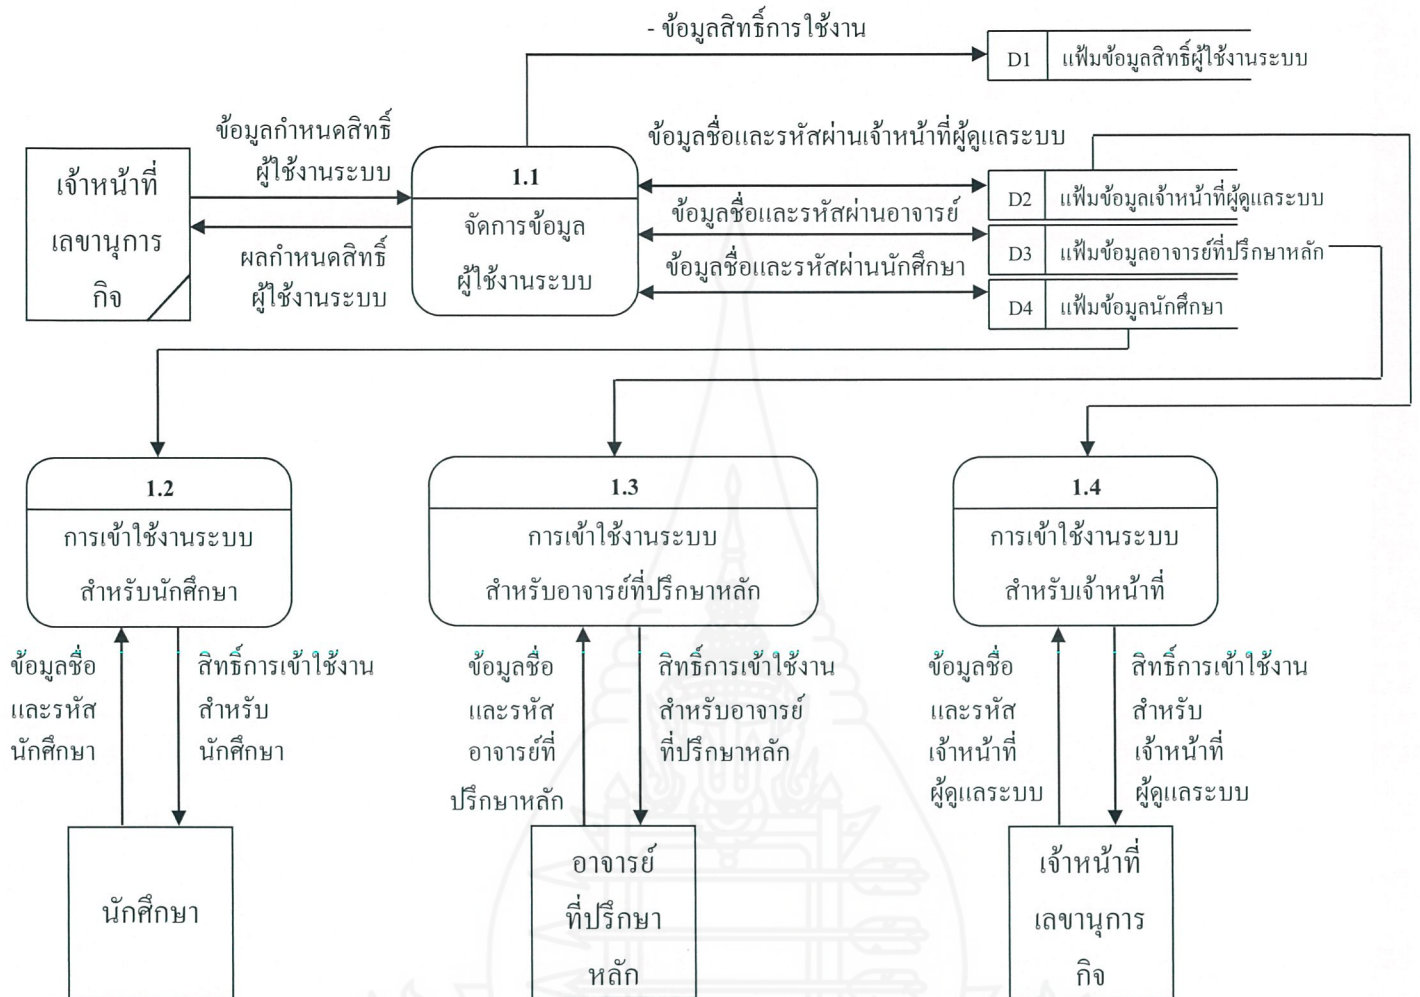 - ข้อมูลสิทธิ์การใช้งาน
D1 แฟ้มข้อมูลสิทธิ์ผู้ใช้งานระบบ
ข้อมูลกำหนดสิทธิ์
ผู้ใช้งานระบบ
ข้อมูลชื่อและรหัสผ่านเจ้าหน้าที่ผู้ดูแลระบบ
เจ้าหน้าที่
เลขานุการ
กิจ
1.1
จัดการข้อมูล
ผู้ใช้งานระบบ
D2 แฟ้มข้อมูลเจ้าหน้าที่ผู้ดูแลระบบ
ข้อมูลชื่อและรหัสผ่านอาจารย์
D3 แฟ้มข้อมูลอาจารย์ที่ปรึกษาหลัก
ผลกำหนดสิทธิ์
ผู้ใช้งานระบบ
ข้อมูลชื่อและรหัสผ่านนักศึกษา
D4 แฟ้มข้อมูลนักศึกษา
1.2
การเข้าใช้งานระบบ
สำหรับนักศึกษา
1.3
การเข้าใช้งานระบบ
สำหรับอาจารย์ที่ปรึกษาหลัก
1.4
การเข้าใช้งานระบบ
สำหรับเจ้าหน้าที่
ข้อมูลชื่อ
และรหัส
นักศึกษา
สิทธิ์การเข้าใช้งาน
สำหรับ
นักศึกษา
ข้อมูลชื่อ
และรหัส
อาจารย์ที่
ปรึกษาหลัก
สิทธิ์การเข้าใช้งาน
สำหรับอาจารย์
ที่ปรึกษาหลัก
ข้อมูลชื่อ
และรหัส
เจ้าหน้าที่
ผู้ดูแลระบบ
สิทธิ์การเข้าใช้งาน
สำหรับ
เจ้าหน้าที่
ผู้ดูแลระบบ
นักศึกษา
อาจารย์
ที่ปรึกษา
หลัก
เจ้าหน้าที่
เลขานุการ
กิจ